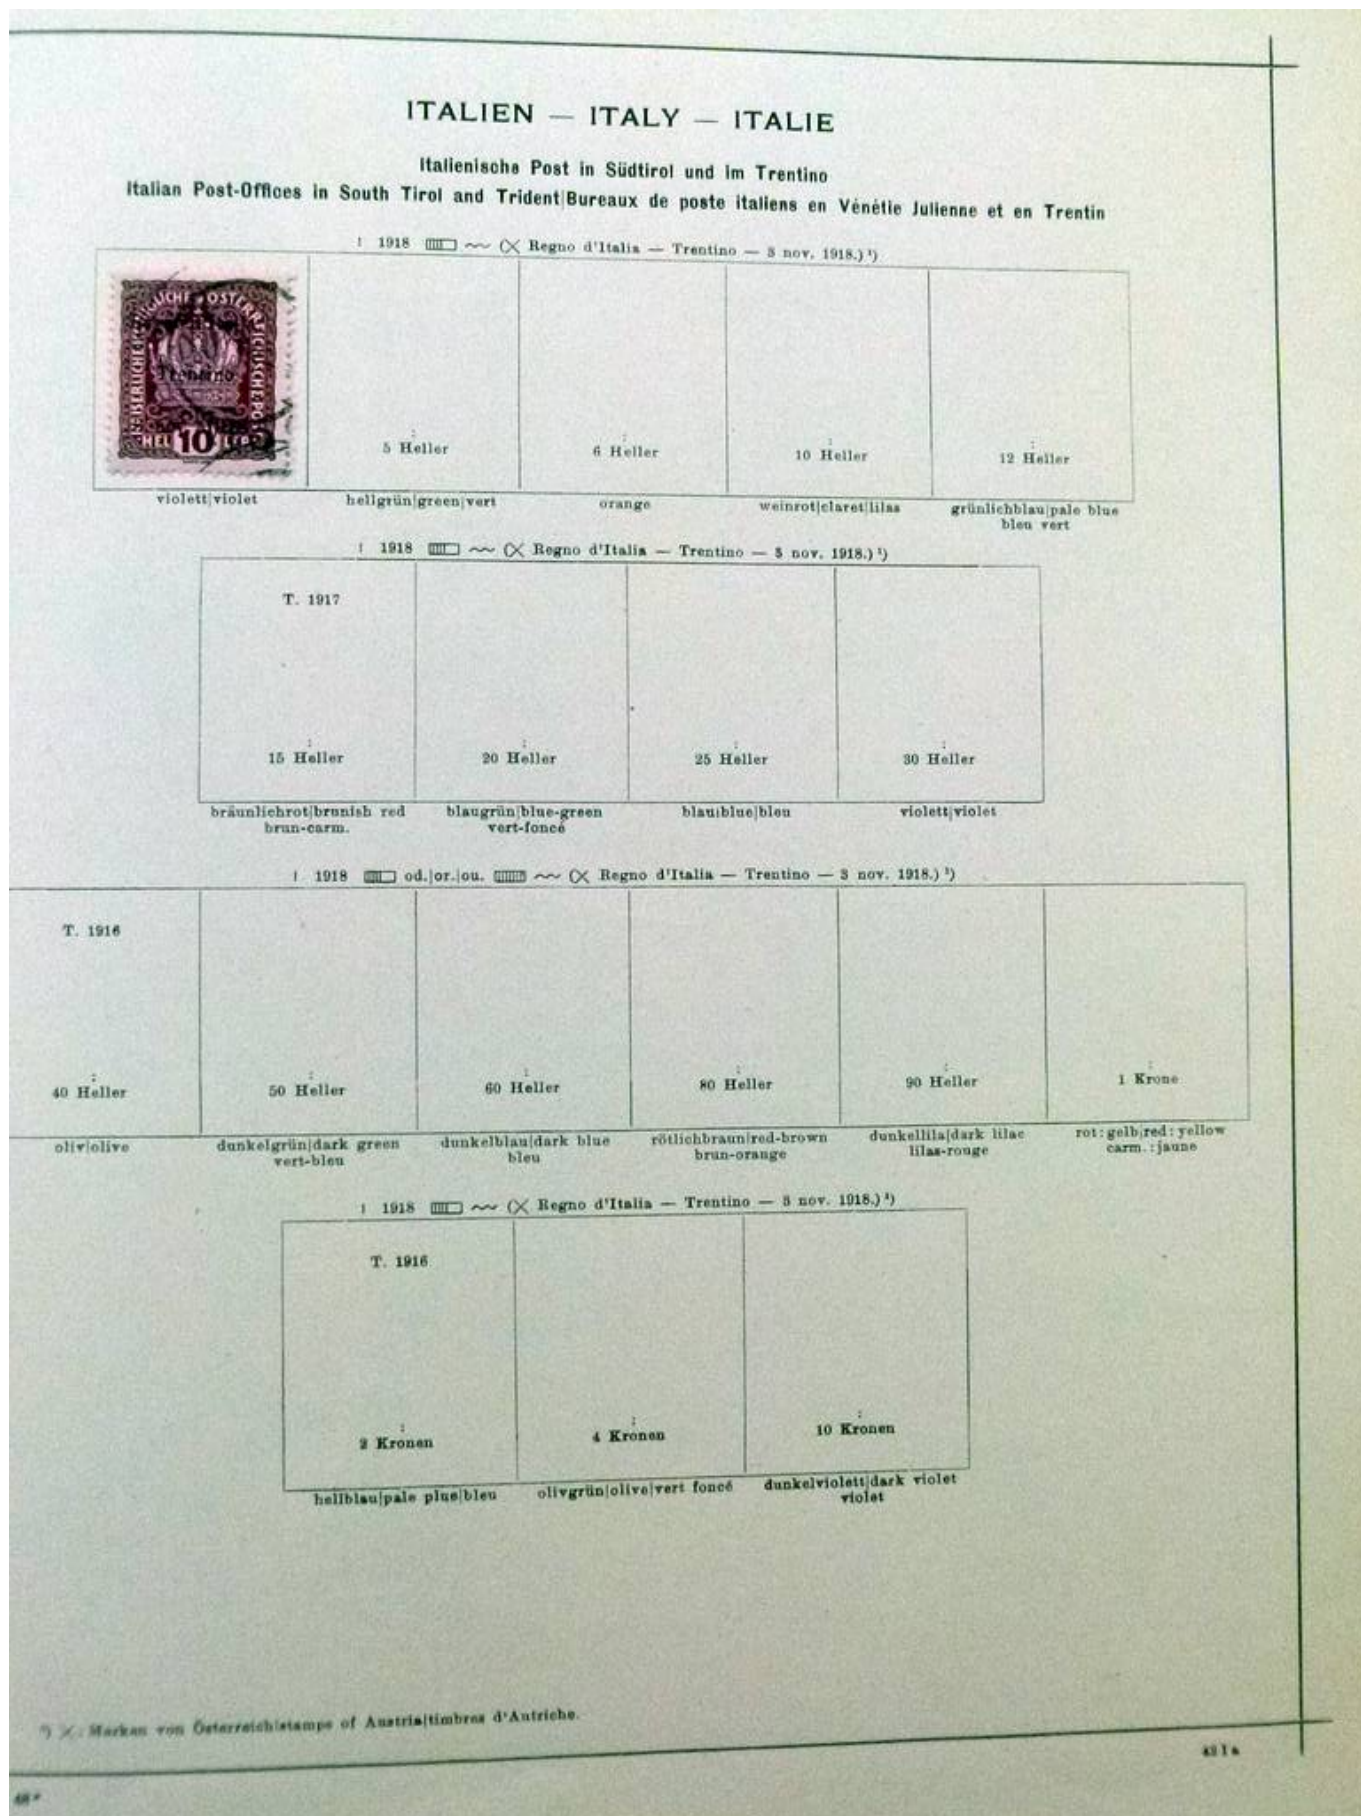 ITALIEN — ITALY — ITALIE
Italienische Post in Südtirol und im Trentino
Italian Post-Offices in South Tirol and Trident|Bureaux de poste italiens en Vénétie Julienne et en Trentin
! 1918 (Regno d'Italia — Trentino — 3 nov. 1918.) ¹)
KAISERLICHE KÖNIGLICHE ÖSTERREICHISCHE POST
Trentino
HEL 10 LER
5 Heller
6 Heller
10 Heller
12 Heller
violett|violet
hellgrün|green|vert
orange
weinrot|claret|lilas
grünlichblau|pale blue
bleu vert
! 1918 (Regno d'Italia — Trentino — 3 nov. 1918.) ¹)
T. 1917
15 Heller
20 Heller
25 Heller
30 Heller
bräunlichrot|brunish red
brun-carm.
blaugrün|blue-green
vert-foncé
blau|blue|bleu
violett|violet
! 1918 od.|or.|ou. (Regno d'Italia — Trentino — 3 nov. 1918.) ¹)
T. 1916
40 Heller
50 Heller
60 Heller
80 Heller
90 Heller
1 Krone
oliv|olive
dunkelgrün|dark green
vert-bleu
dunkelblau|dark blue
bleu
rötlichbraun|red-brown
brun-orange
dunkellila|dark lilac
lilas-rouge
rot:gelb|red:yellow
carm.:jaune
! 1918 (Regno d'Italia — Trentino — 3 nov. 1918.) ¹)
T. 1916
2 Kronen
4 Kronen
10 Kronen
hellblau|pale plue|bleu
olivgrün|olive|vert foncé
dunkelviolett|dark violet
violet
¹) Marken von Österreich|stamps of Austria|timbres d'Autriche.